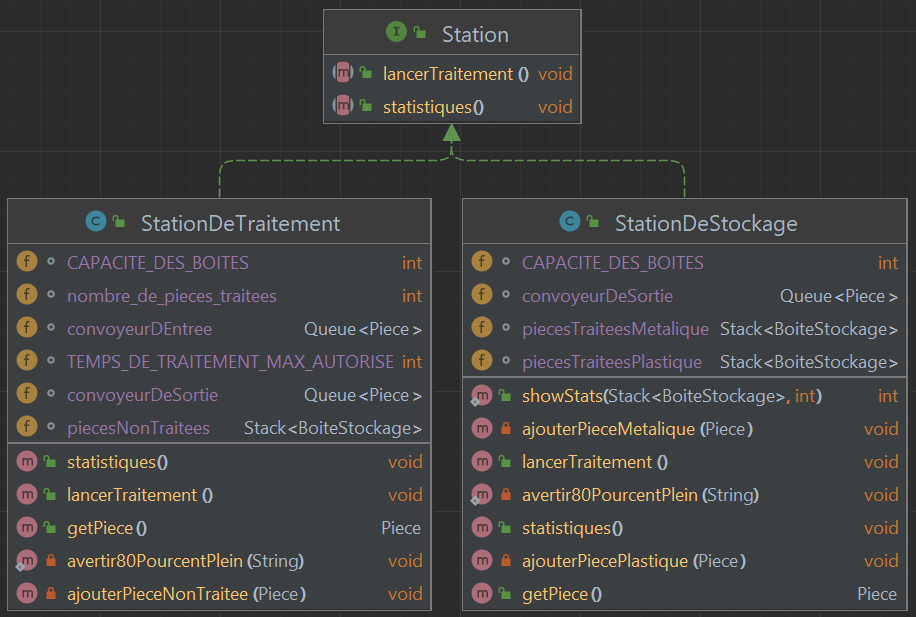 I Station
m lancerTraitement () void
m statistiques() void
C StationDeTraitement
f CAPACITE_DES_BOITES int
f nombre_de_pieces_traitees int
f convoyeurDEntree Queue<Piece>
f TEMPS_DE_TRAITEMENT_MAX_AUTORISE int
f convoyeurDeSortie Queue<Piece>
f piecesNonTraitees Stack<BoiteStockage>
m statistiques() void
m lancerTraitement () void
m getPiece() Piece
m avertir80PourcentPlein (String) void
m ajouterPieceNonTraitee (Piece) void
C StationDeStockage
f CAPACITE_DES_BOITES int
f convoyeurDeSortie Queue<Piece>
f piecesTraiteesMetalique Stack<BoiteStockage>
f piecesTraiteesPlastique Stack<BoiteStockage>
m showStats(Stack<BoiteStockage>, int) int
m ajouterPieceMetalique (Piece) void
m lancerTraitement () void
m avertir80PourcentPlein (String) void
m statistiques() void
m ajouterPiecePlastique (Piece) void
m getPiece() Piece